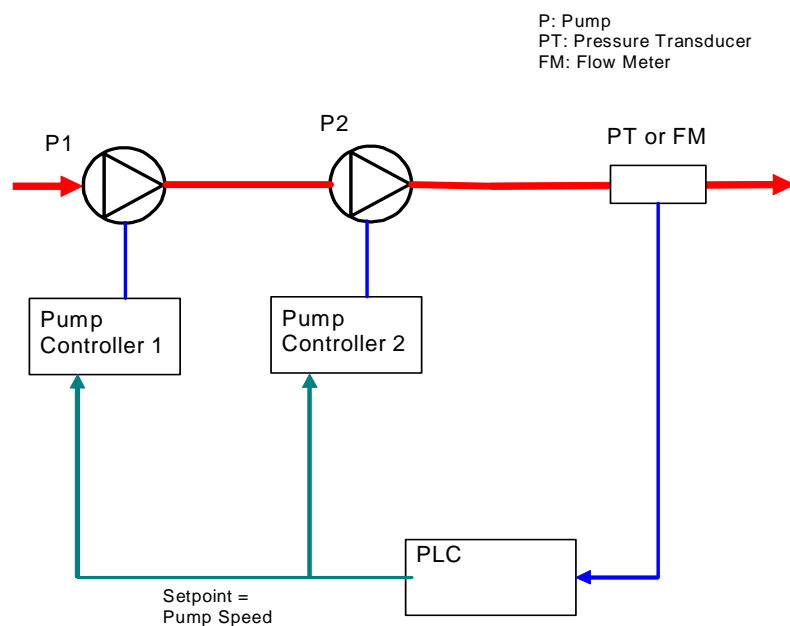 P: Pump
PT: Pressure Transducer
FM: Flow Meter
P1
P2
PT or FM
Pump
Controller 1
Pump
Controller 2
PLC
Setpoint =
Pump Speed